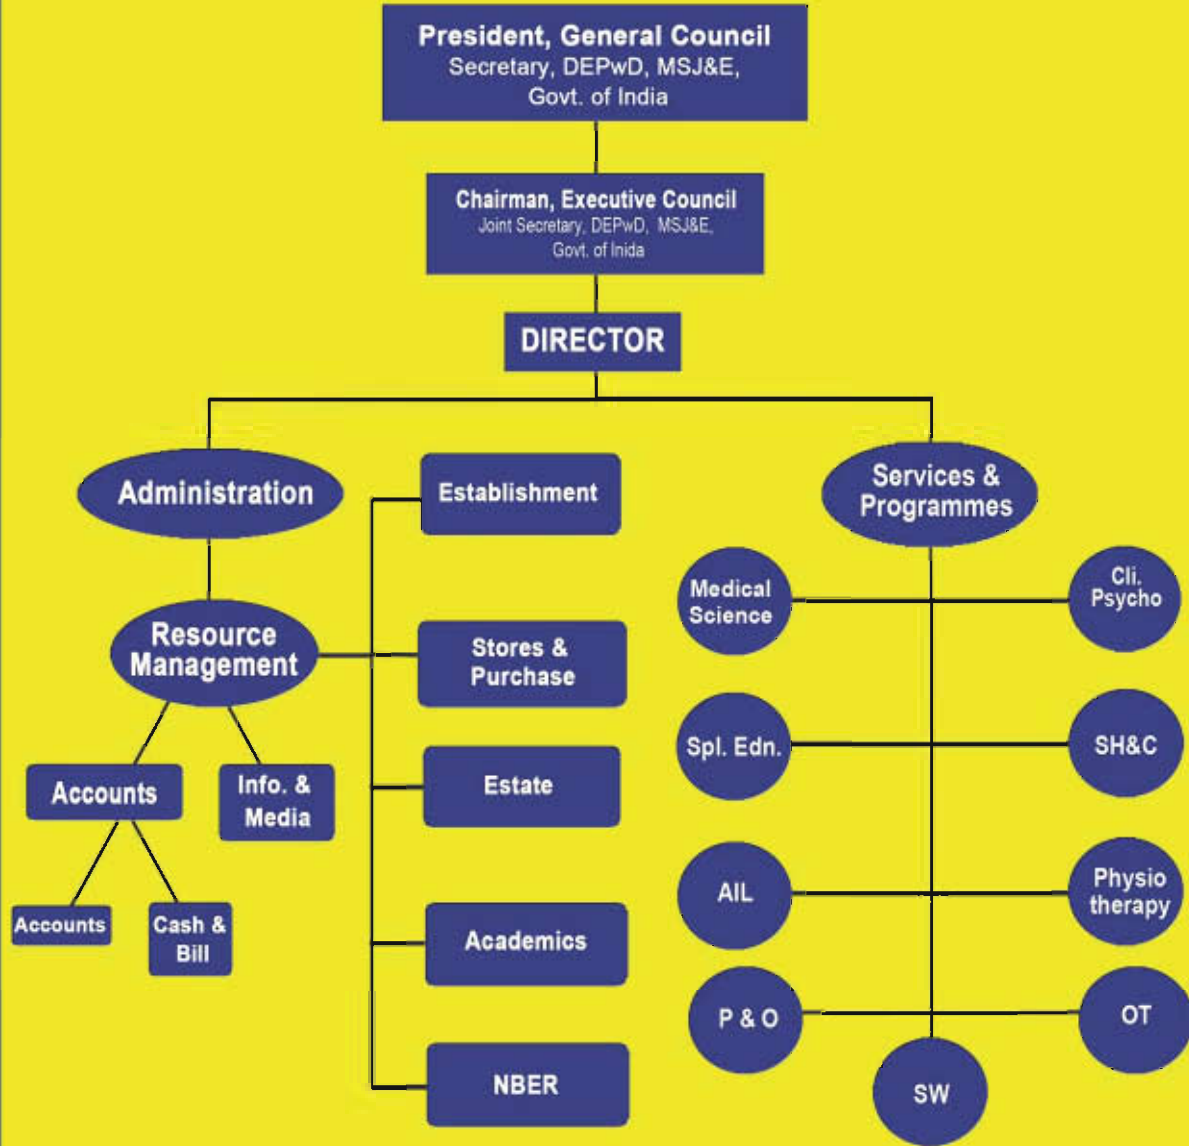 President, General Council
Secretary, DEPwD, MSJ&E,
Govt. of India
Chairman, Executive Council
Joint Secretary, DEPwD, MSJ&E,
Govt. of Inida
DIRECTOR
Administration
Resource
Management
Accounts
Info. &
Media
Accounts
Cash &
Bill
Establishment
Stores &
Purchase
Estate
Academics
NBER
Services &
Programmes
Medical
Science
Cli.
Psycho
Spl. Edn.
SH&C
AIL
Physio
therapy
P & O
OT
SW